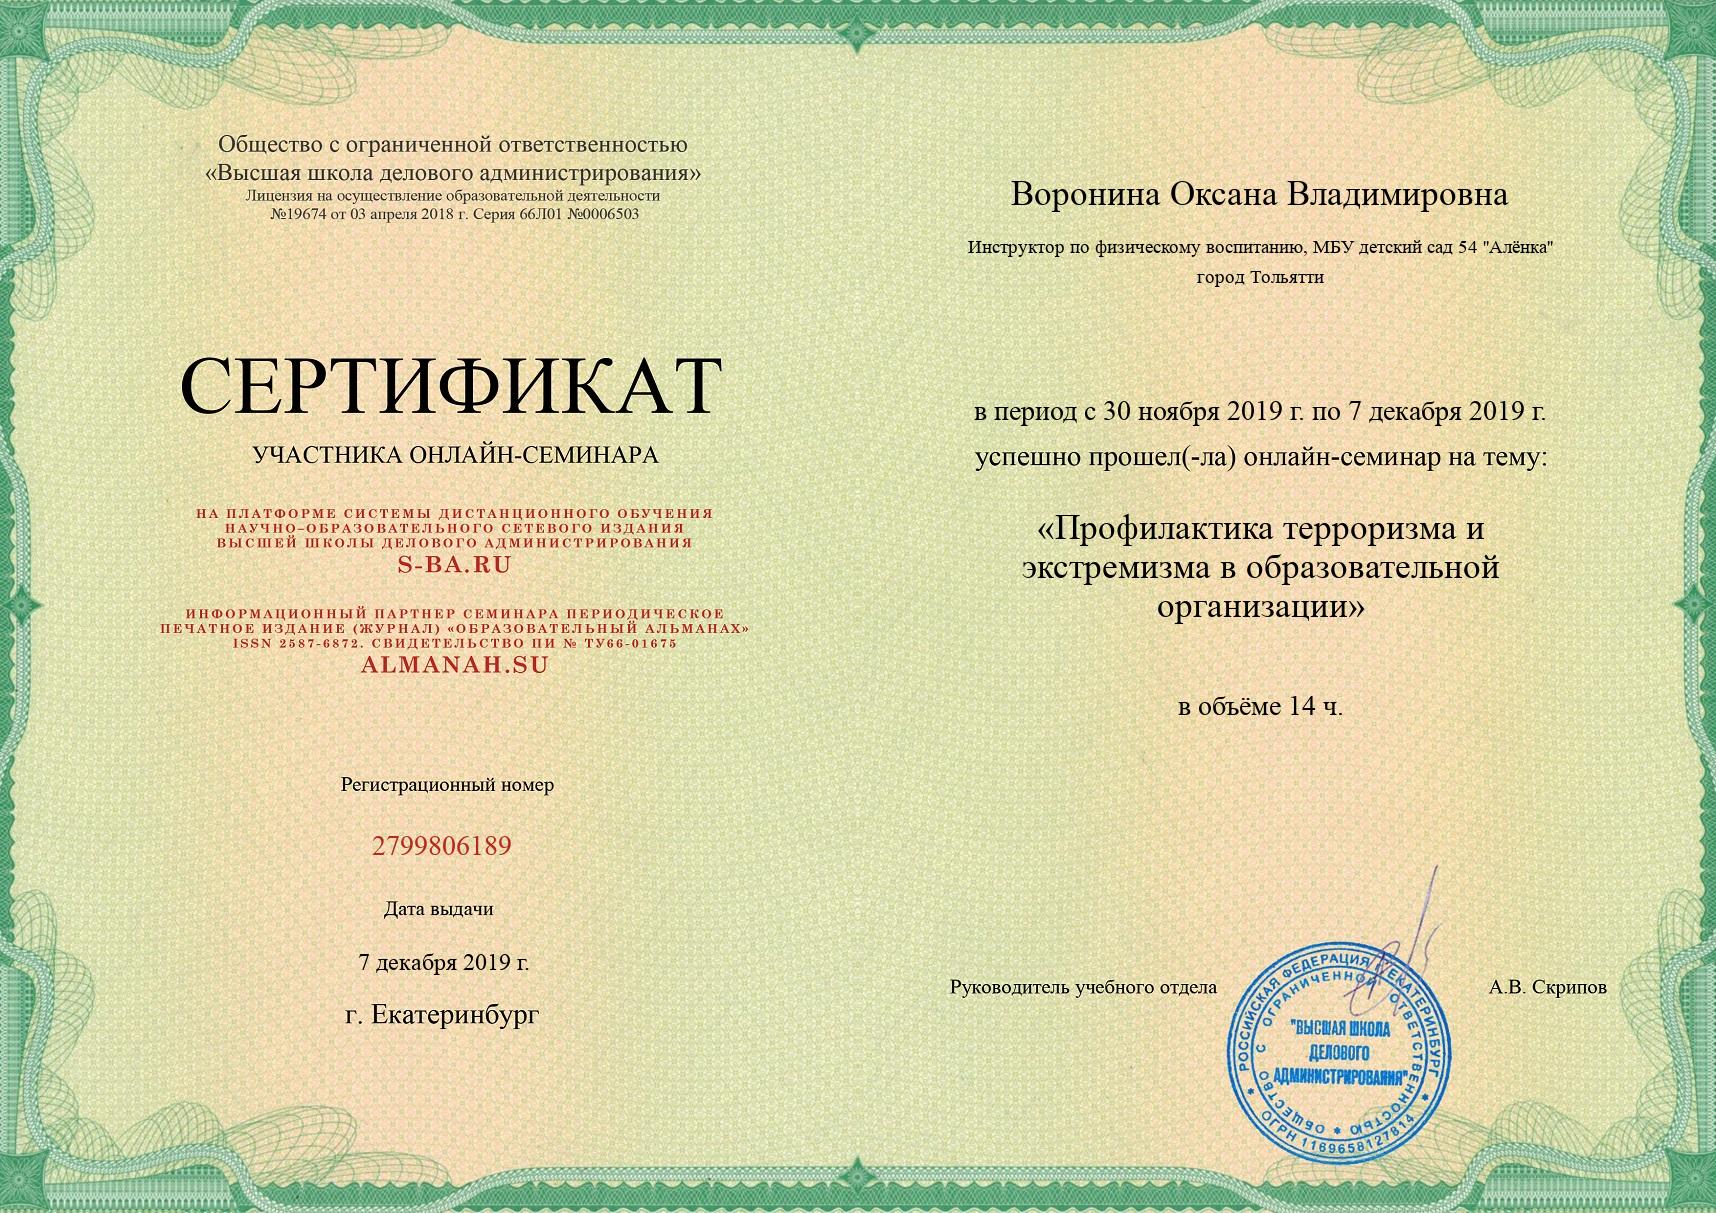 Общество с ограниченной ответственностью
«Высшая школа делового администрирования»
Лицензия на осуществление образовательной деятельности
№19674 от 03 апреля 2018 г. Серия 66Л01 №0006503
СЕРТИФИКАТ
УЧАСТНИКА ОНЛАЙН-СЕМИНАРА
НА ПЛАТФОРМЕ СИСТЕМЫ ДИСТАНЦИОННОГО ОБУЧЕНИЯ
НАУЧНО–ОБРАЗОВАТЕЛЬНОГО СЕТЕВОГО ИЗДАНИЯ
ВЫСШЕЙ ШКОЛЫ ДЕЛОВОГО АДМИНИСТРИРОВАНИЯ
S-BA.RU
ИНФОРМАЦИОННЫЙ ПАРТНЕР СЕМИНАРА ПЕРИОДИЧЕСКОЕ
ПЕЧАТНОЕ ИЗДАНИЕ (ЖУРНАЛ) «ОБРАЗОВАТЕЛЬНЫЙ АЛЬМАНАХ»
ISSN 2587-6872. СВИДЕТЕЛЬСТВО ПИ № ТУ66-01675
ALMANAH.SU
Регистрационный номер
2799806189
Дата выдачи
7 декабря 2019 г.
г. Екатеринбург
Воронина Оксана Владимировна
Инструктор по физическому воспитанию, МБУ детский сад 54 "Алёнка"
город Тольятти
в период с 30 ноября 2019 г. по 7 декабря 2019 г.
успешно прошел(-ла) онлайн-семинар на тему:
«Профилактика терроризма и
экстремизма в образовательной
организации»
в объёме 14 ч.
Руководитель учебного отдела
А.В. Скрипов
РОССИЙСКАЯ ФЕДЕРАЦИЯ г.ЕКАТЕРИНБУРГ
ОГРН 1169658127814
ОБЩЕСТВО С ОГРАНИЧЕННОЙ ОТВЕТСТВЕННОСТЬЮ
"ВЫСШАЯ ШКОЛА
ДЕЛОВОГО
АДМИНИСТРИРОВАНИЯ"